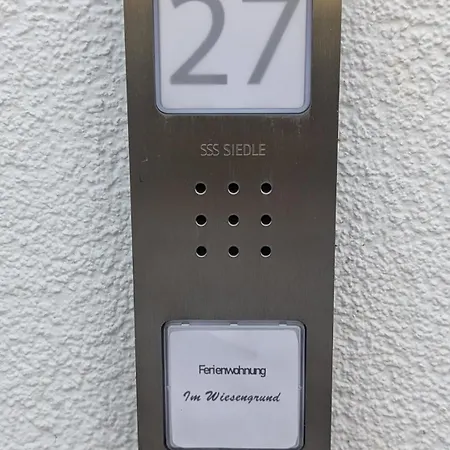 27
SSS SIEDLE
Ferienwohnung
Im Wiesengrund